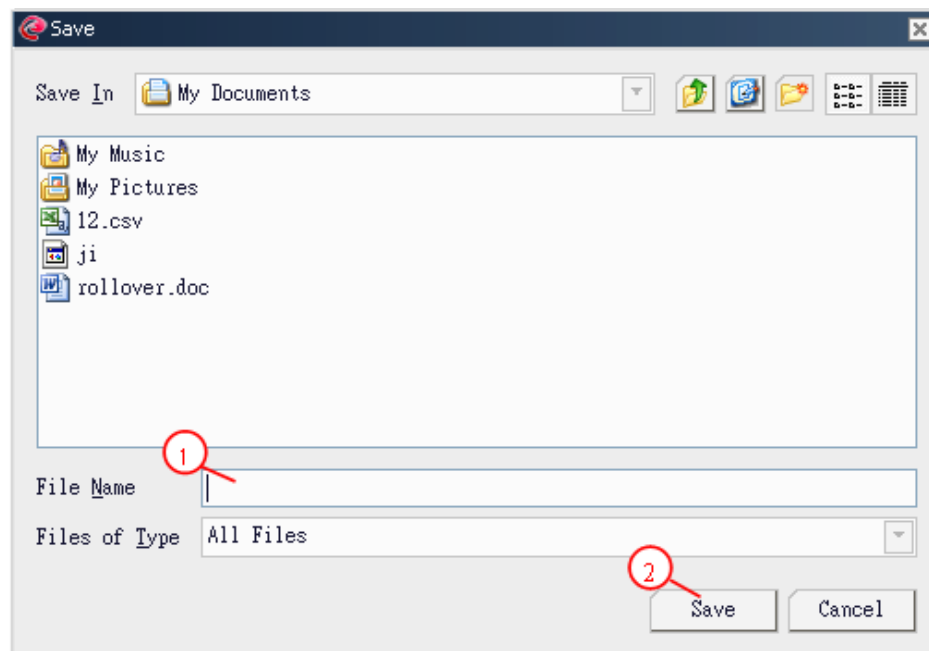 Save
Save In My Documents
My Music
My Pictures
12.csv
ji
rollover.doc
1
File Name
Files of Type All Files
2
Save Cancel